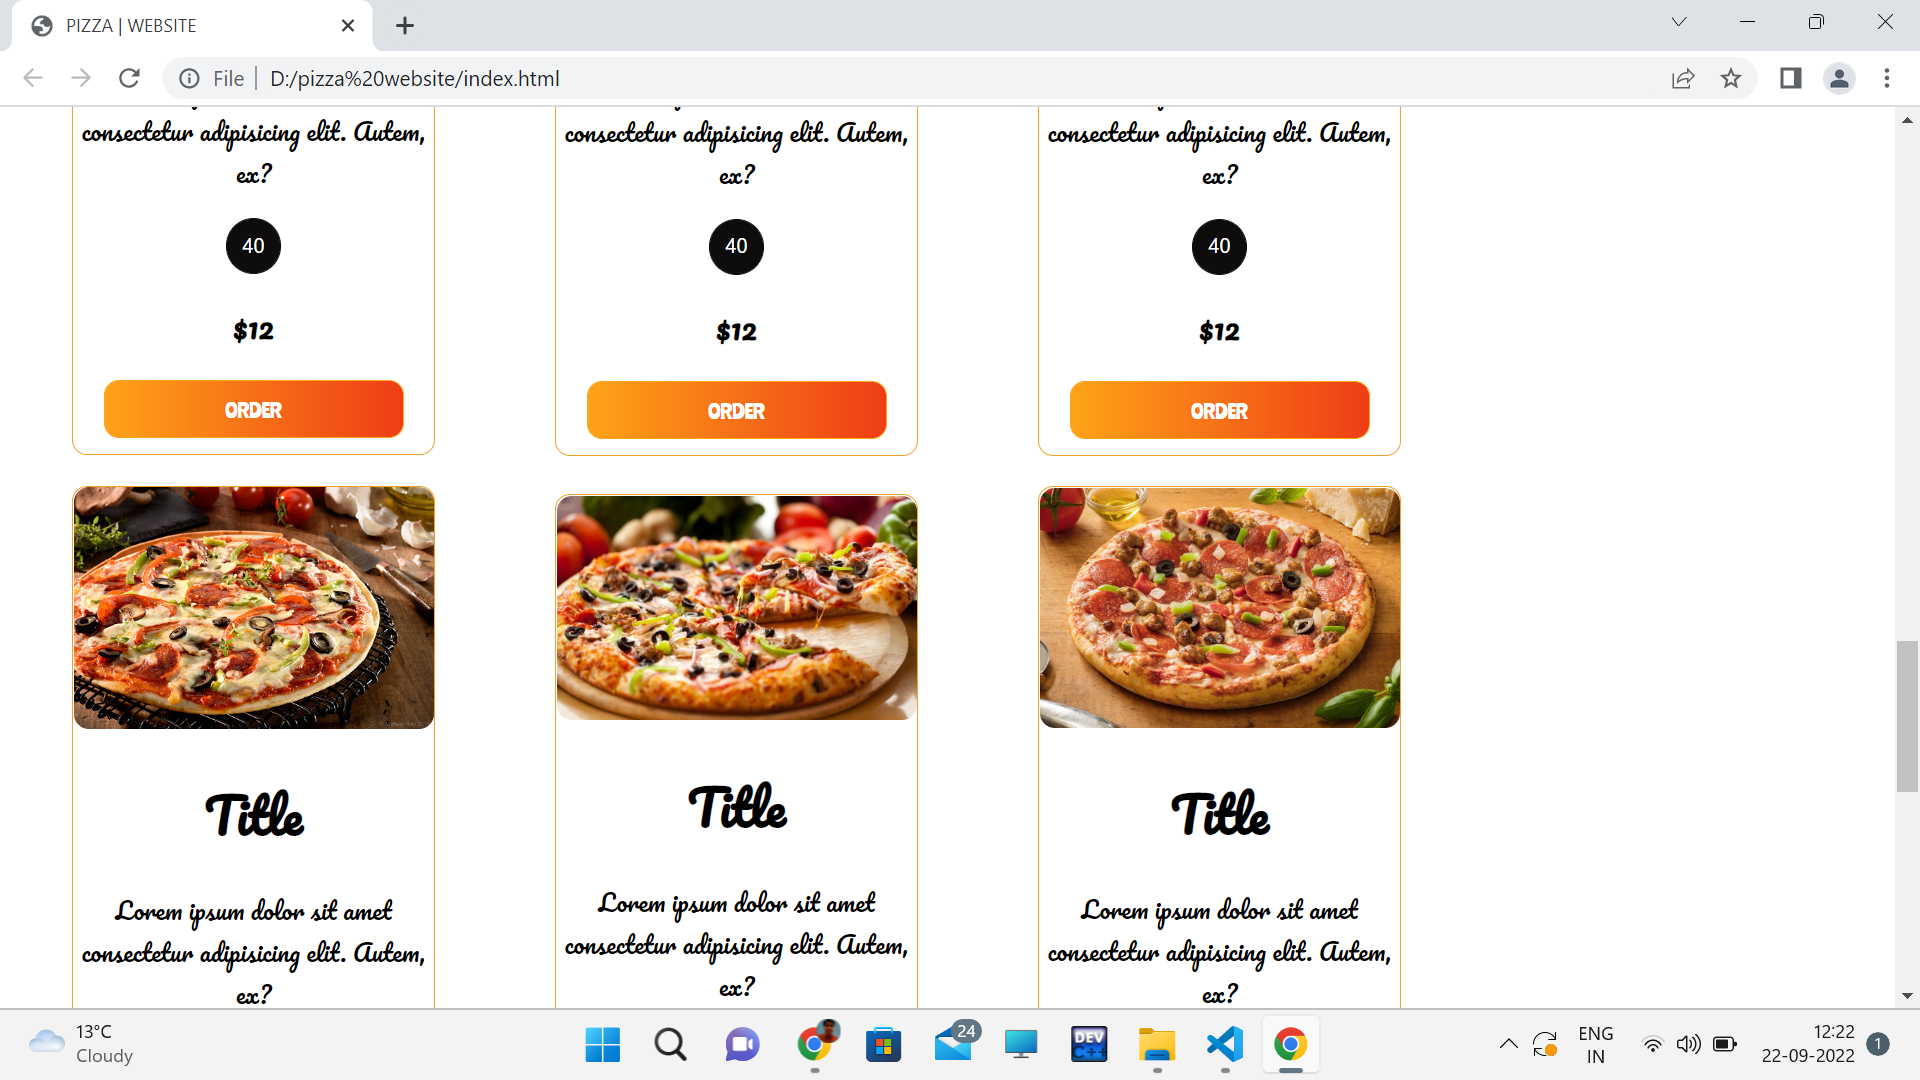 PIZZA | WEBSITE
File
D:/pizza%20website/index.html
consectetur adipisicing elit. Autem,
ex?
40
$12
ORDER
consectetur adipisicing elit. Autem,
ex?
40
$12
ORDER
consectetur adipisicing elit. Autem,
ex?
40
$12
ORDER
Title
Lorem ipsum dolor sit amet
consectetur adipisicing elit. Autem,
ex?
Title
Lorem ipsum dolor sit amet
consectetur adipisicing elit. Autem,
ex?
Title
Lorem ipsum dolor sit amet
consectetur adipisicing elit. Autem,
ex?
13°C
Cloudy
24
DEV
C++
ENG
IN
12:22
22-09-2022
1